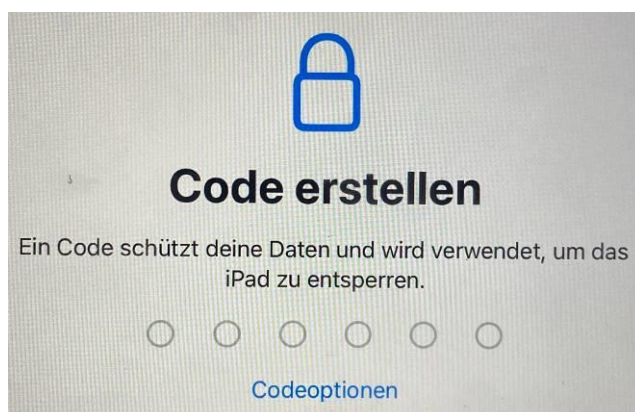 Code erstellen
Ein Code schützt deine Daten und wird verwendet, um das
iPad zu entsperren.
Codeoptionen